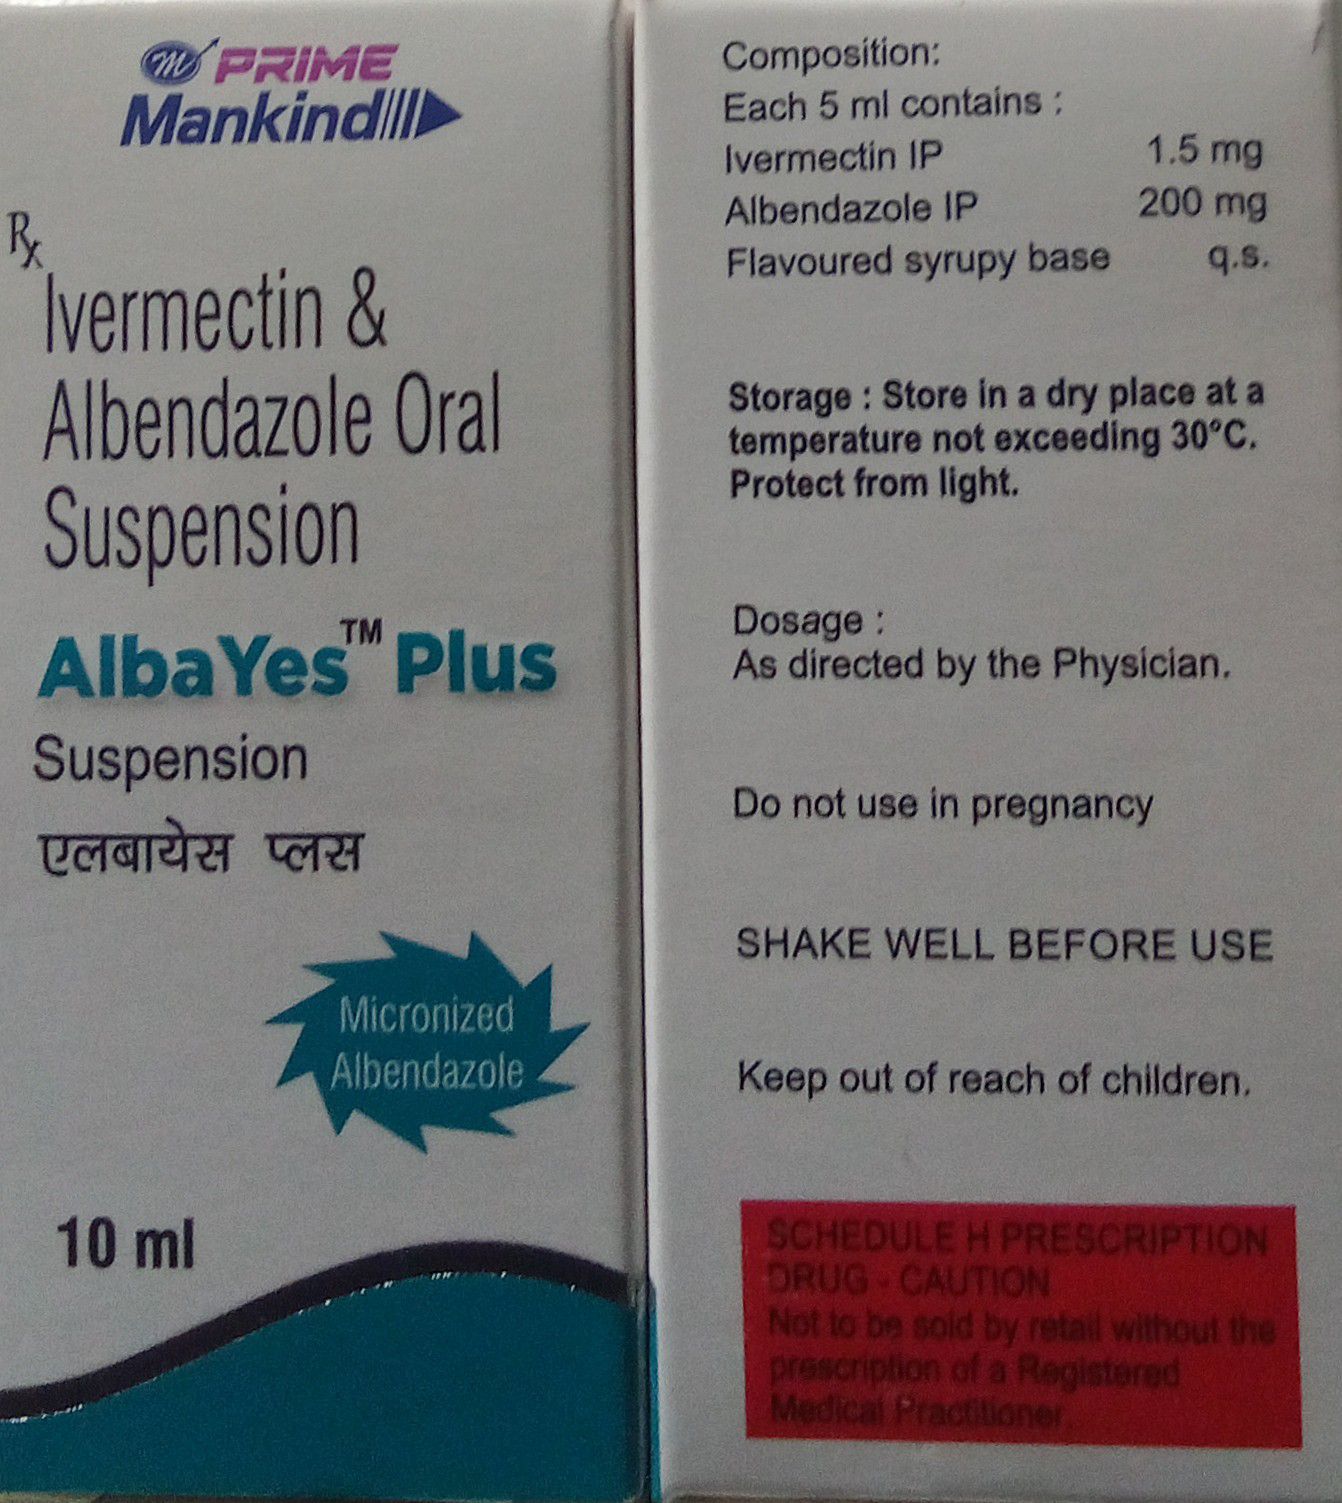 m PRIME
Mankind
Rx
Ivermectin &
Albendazole Oral
Suspension
AlbaYes™ Plus
Suspension
एलबायेस प्लस
Micronized
Albendazole
10 ml
Composition:
Each 5 ml contains :
Ivermectin IP 1.5 mg
Albendazole IP 200 mg
Flavoured syrupy base q.s.
Storage : Store in a dry place at a
temperature not exceeding 30°C.
Protect from light.
Dosage :
As directed by the Physician.
Do not use in pregnancy
SHAKE WELL BEFORE USE
Keep out of reach of children.
SCHEDULE H PRESCRIPTION
DRUG - CAUTION
Not to be sold by retail without the
prescription of a Registered
Medical Practitioner.